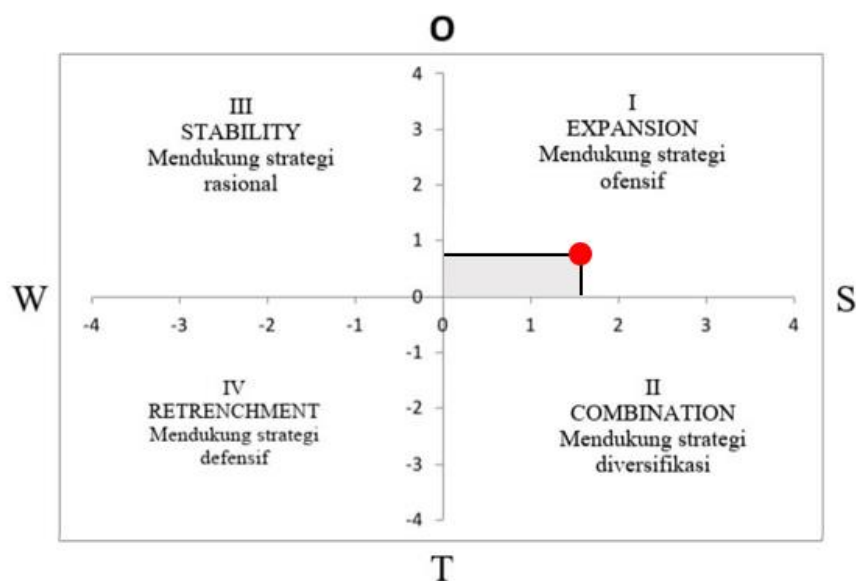 O
III
STABILITY
Mendukung strategi
rasional
I
EXPANSION
Mendukung strategi
ofensif
4
3
2
1
0
-1
-2
-3
-4
W
-4 -3 -2 -1 0 1 2 3 4
S
IV
RETRENCHMENT
Mendukung strategi
defensif
II
COMBINATION
Mendukung strategi
diversifikasi
T